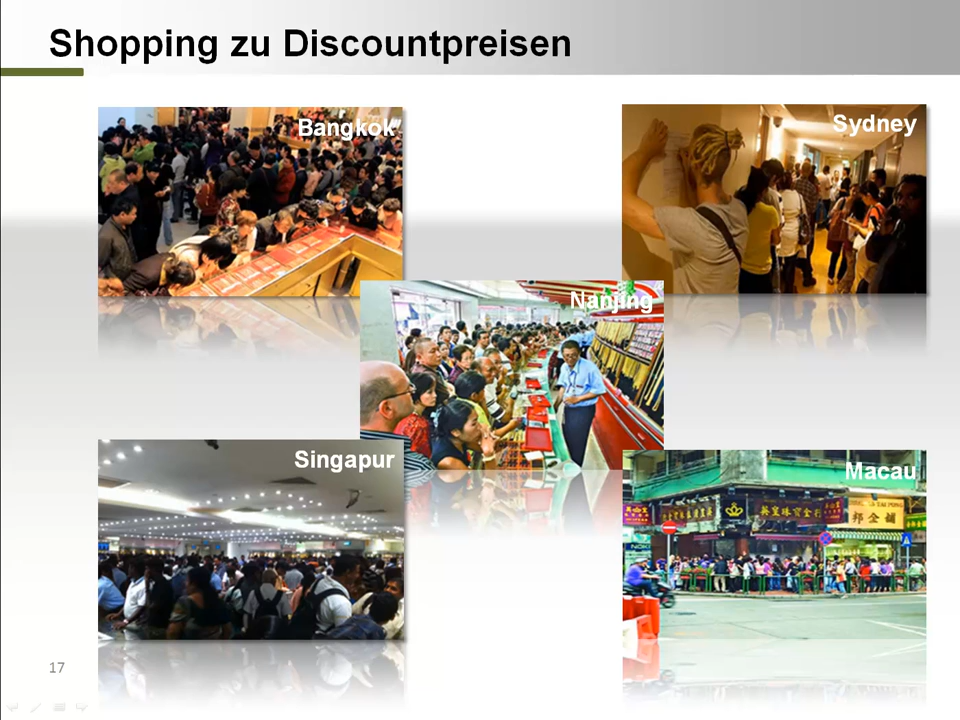 Shopping zu Discountpreisen
Bangkok
Sydney
Nanjing
Singapur
Macau
17